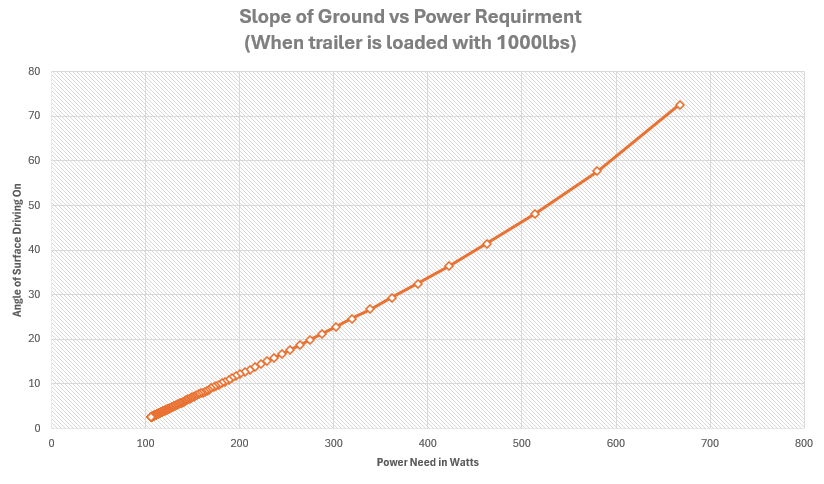 Slope of Ground vs Power Requirment
(When trailer is loaded with 1000lbs)
80
70
60
50
40
30
20
10
0
Angle of Surface Driving On
0 100 200 300 400 500 600 700 800
Power Need in Watts